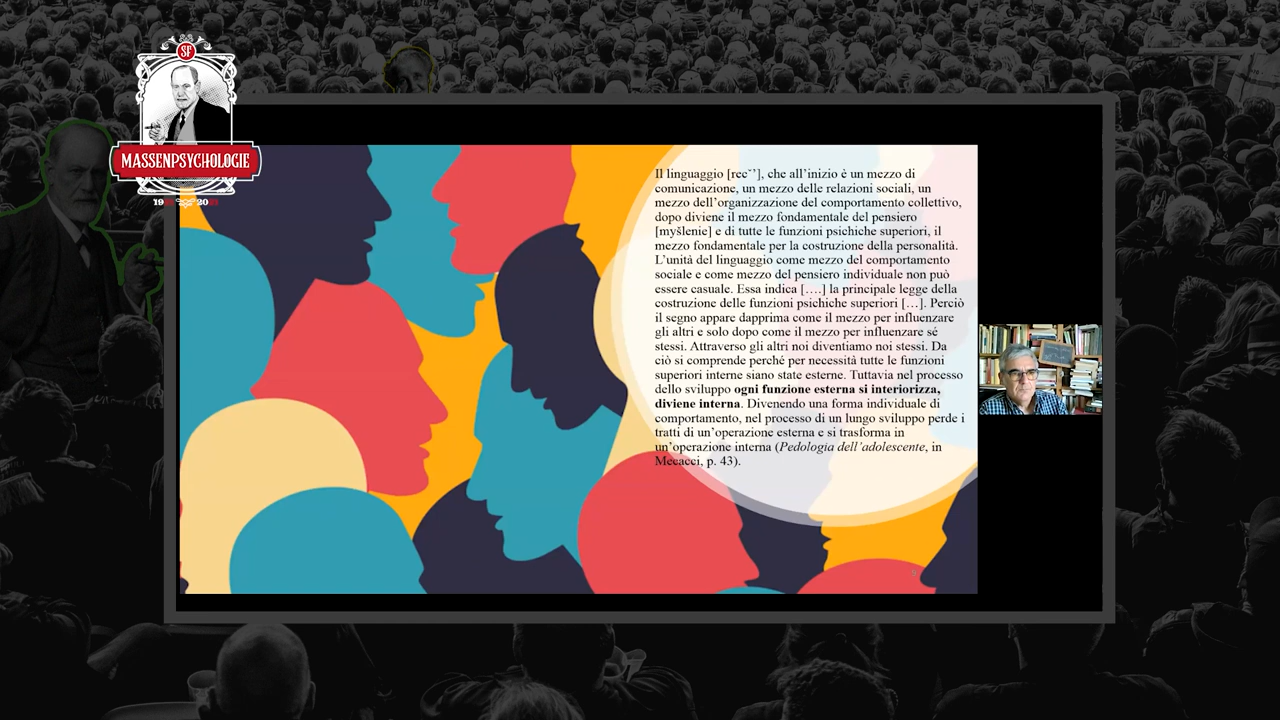 SF
MASSENPSYCHOLOGIE
19 20
Il linguaggio [rec˘’], che all’inizio è un mezzo di
comunicazione, un mezzo delle relazioni sociali, un
mezzo dell’organizzazione del comportamento collettivo,
dopo diviene il mezzo fondamentale del pensiero
[myšlenie] e di tutte le funzioni psichiche superiori, il
mezzo fondamentale per la costruzione della personalità.
L’unità del linguaggio come mezzo del comportamento
sociale e come mezzo del pensiero individuale non può
essere casuale. Essa indica [….] la principale legge della
costruzione delle funzioni psichiche superiori […]. Perciò
il segno appare dapprima come il mezzo per influenzare
gli altri e solo dopo come il mezzo per influenzare sé
stessi. Attraverso gli altri noi diventiamo noi stessi. Da
ciò si comprende perché per necessità tutte le funzioni
superiori interne siano state esterne. Tuttavia nel processo
dello sviluppo ogni funzione esterna si interiorizza,
diviene interna. Divenendo una forma individuale di
comportamento, nel processo di un lungo sviluppo perde i
tratti di un’operazione esterna e si trasforma in
un’operazione interna (Pedologia dell’adolescente, in
Mecacci, p. 43).